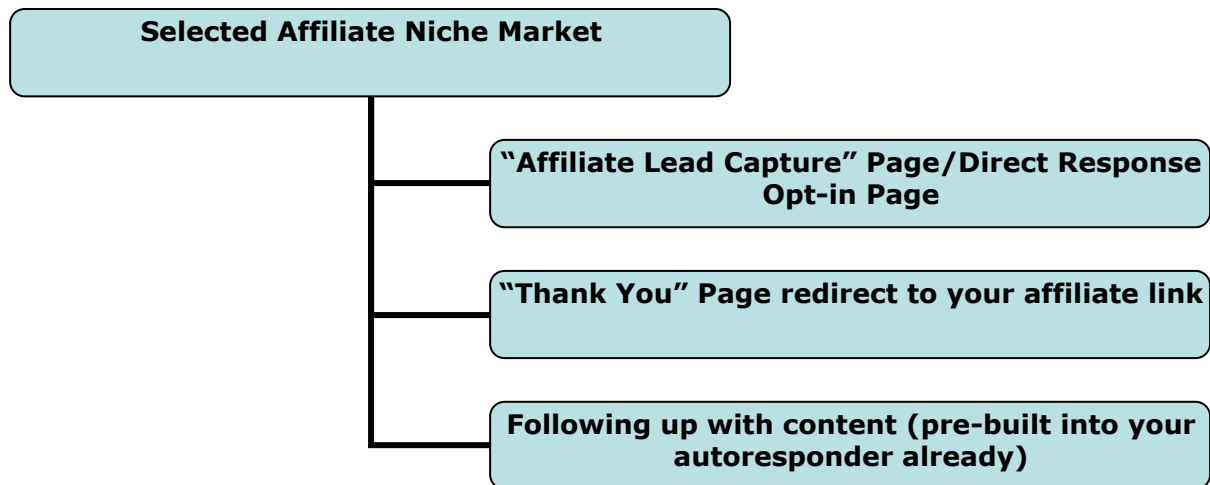 Selected Affiliate Niche Market
“Affiliate Lead Capture” Page/Direct Response
Opt-in Page
“Thank You” Page redirect to your affiliate link
Following up with content (pre-built into your
autoresponder already)